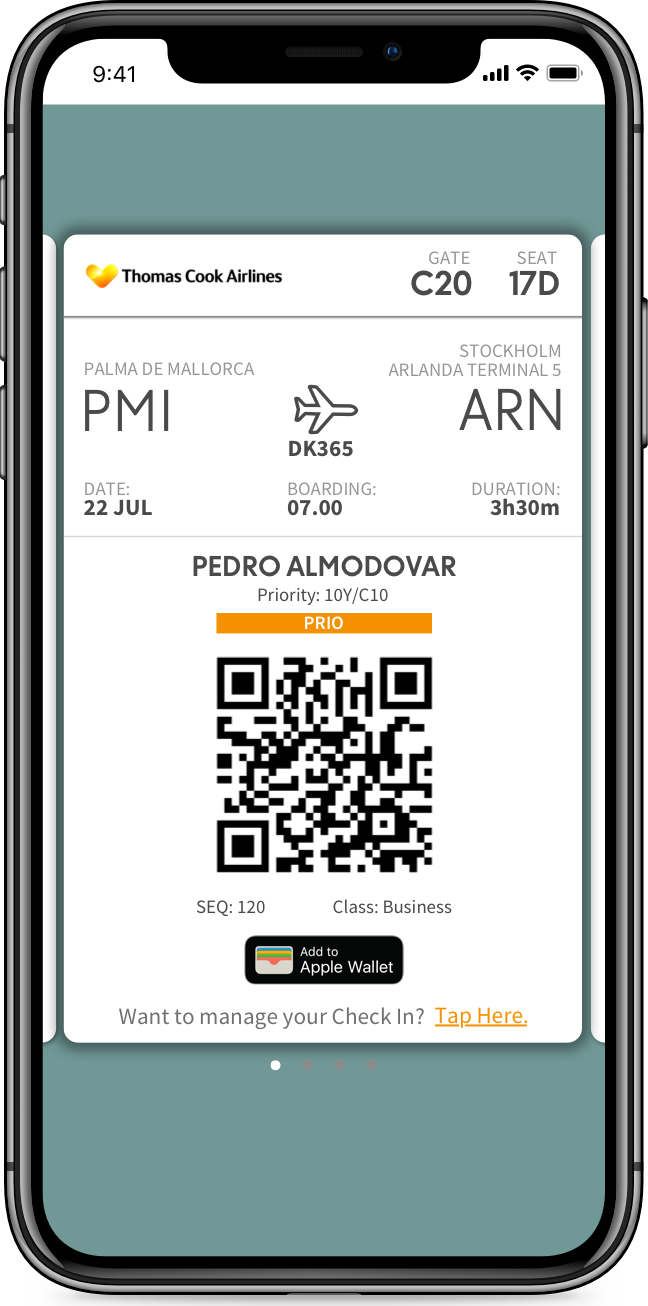 9:41
Thomas Cook Airlines
GATE
C20
SEAT
17D
PALMA DE MALLORCA
PMI
STOCKHOLM
ARLANDA TERMINAL 5
ARN
DK365
DATE:
22 JUL
BOARDING:
07.00
DURATION:
3h30m
PEDRO ALMODOVAR
Priority: 10Y/C10
PRIO
SEQ: 120
Class: Business
Add to
Apple Wallet
Want to manage your Check In? Tap Here.